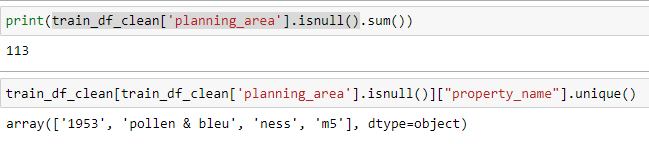 print(train_df_clean['planning_area'].isnull().sum())
113
train_df_clean[train_df_clean['planning_area'].isnull()]["property_name"].unique()
array(['1953', 'pollen & bleu', 'ness', 'm5'], dtype=object)